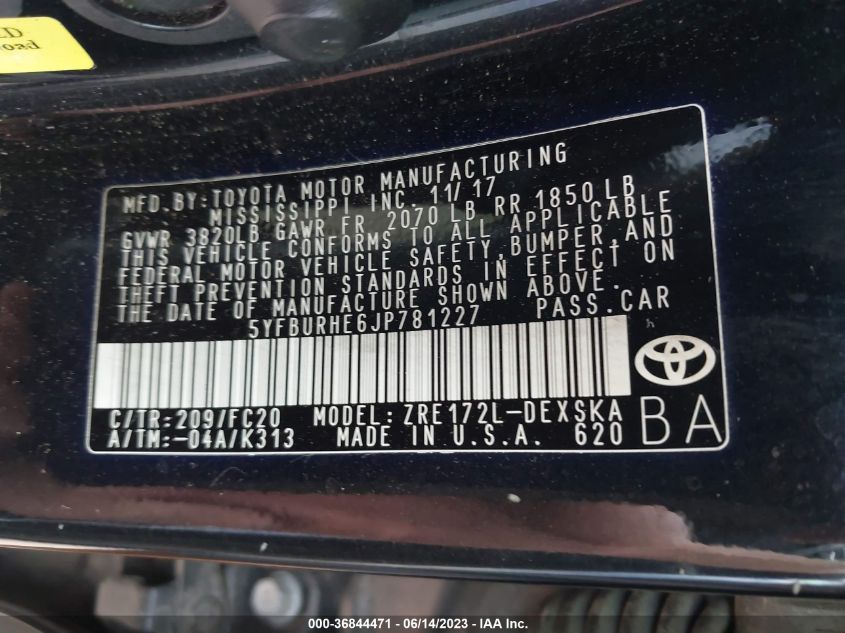 LD
oad
MFD.BY:TOYOTA MOTOR MANUFACTURING
MISSISSIPPI INC. 11/17
GVWR 3820LB GAWR FR 2070 LB RR 1850LB
THIS VEHICLE CONFORMS TO ALL APPLICABLE
FEDERAL MOTOR VEHICLE SAFETY,BUMPER,AND
THEFT PREVENTION STANDARDS IN EFFECT ON
THE DATE OF MANUFACTURE SHOWN ABOVE.
5YFBURHE6JP781227 PASS.CAR
C/TR:209/FC20 MODEL: ZRE172L-DEXSKA
A/TM:-04A/K313 MADE IN U.S.A. 620
BA
000-36844471 - 06/14/2023 - IAA, Inc.